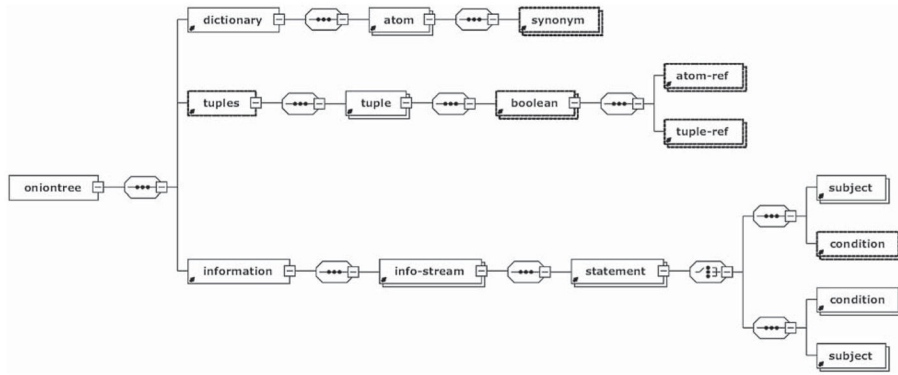 dictionary
atom
synonym
tuples
tuple
boolean
atom-ref
tuple-ref
oniontree
information
info-stream
statement
subject
condition
condition
subject